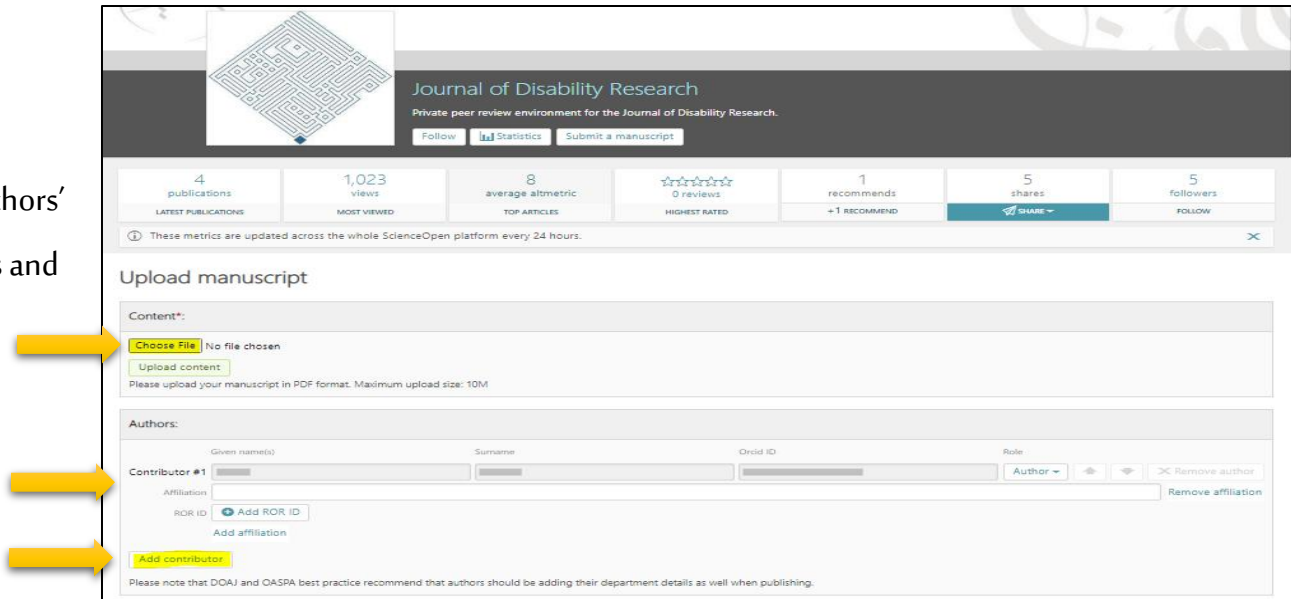 Journal of Disability Research
Private peer review environment for the Journal of Disability Research.
Follow Statistics Submit a manuscript
4 1,023 8 1 5 5
publications views average altmetric 0 reviews recommends shares followers
LATEST PUBLICATIONS MOST VIEWED TOP ARTICLES HIGHEST RATED +1 RECOMMEND SHARE FOLLOW
These metrics are updated across the whole ScienceOpen platform every 24 hours.
hors’
s and
Upload manuscript
Content*:
Choose File No file chosen
Upload content
Please upload your manuscript in PDF format. Maximum upload size: 10M
Authors:
Given name(s) Surname Orcid ID Role
Contributor #1 Author Remove author
Affiliation Remove affiliation
ROR ID Add ROR ID
Add affiliation
Add contributor
Please note that DOAJ and OASPA best practice recommend that authors should be adding their department details as well when publishing.